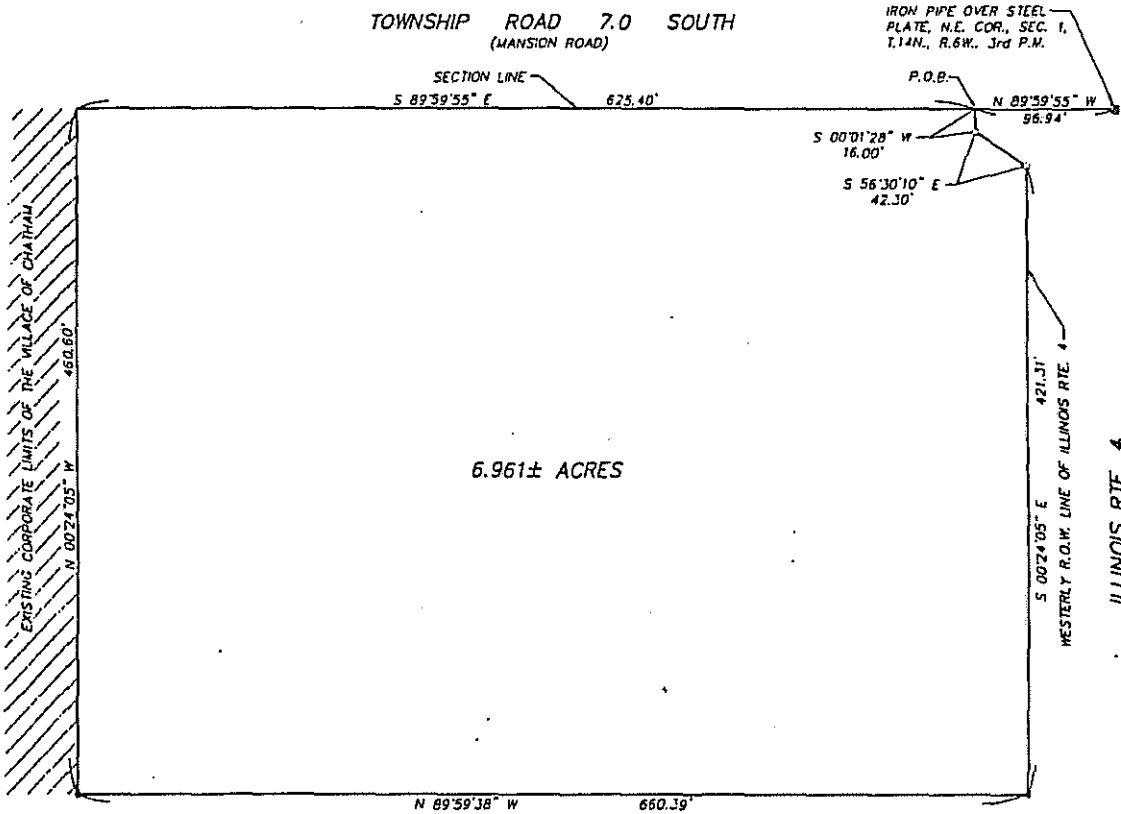 TOWNSHIP ROAD 7.0 SOUTH
(MANSION ROAD)
IRON PIPE OVER STEEL
PLATE, N.E. COR., SEC. 1,
T.14N., R.6W., 3rd P.M.
SECTION LINE
P.O.B.
S 89°59'55" E 625.40'
N 89°59'55" W
96.94'
S 00°01'28" W
16.00'
S 56°30'10" E
42.30'
EXISTING CORPORATE LIMITS OF THE VILLAGE OF CHATHAM
N 00°24'05" W 460.60'
6.961± ACRES
S 00°24'05" E 421.31'
WESTERLY R.O.W. LINE OF ILLINOIS RTE. 4
ILLINOIS RTE. 4
N 89°59'38" W 660.39'